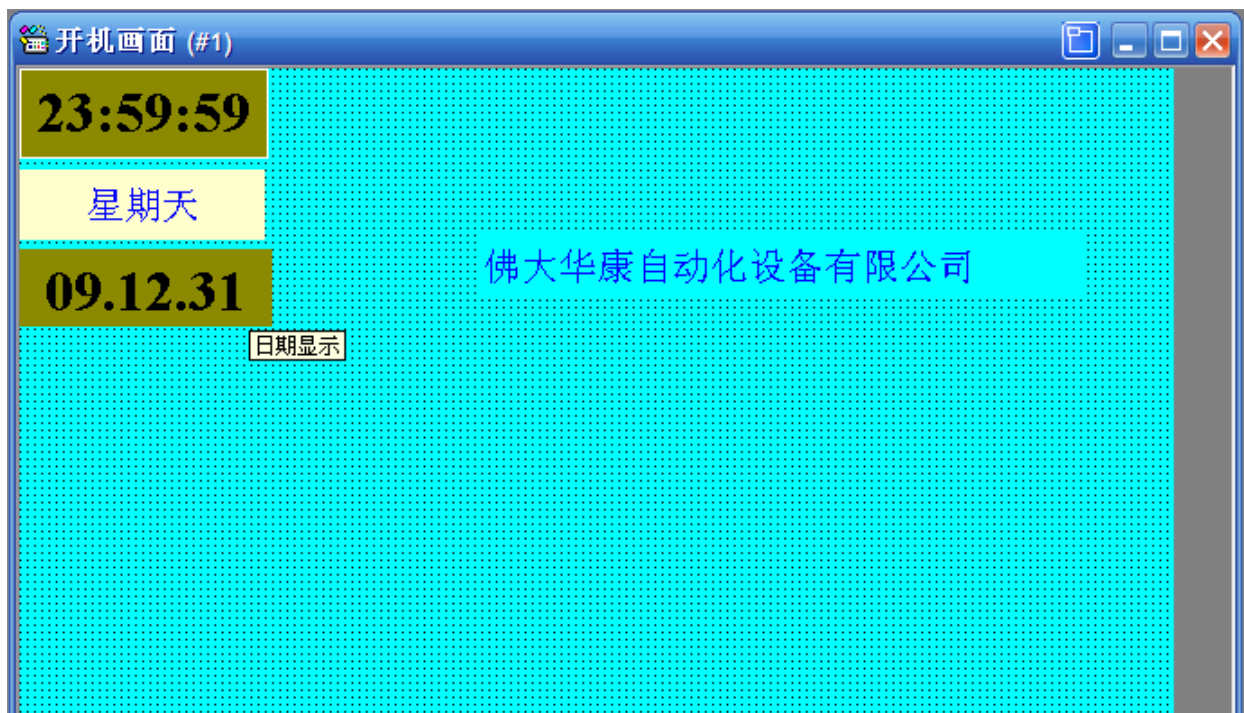 开机画面 (#1)
23:59:59
星期天
09.12.31
佛大华康自动化设备有限公司
日期显示